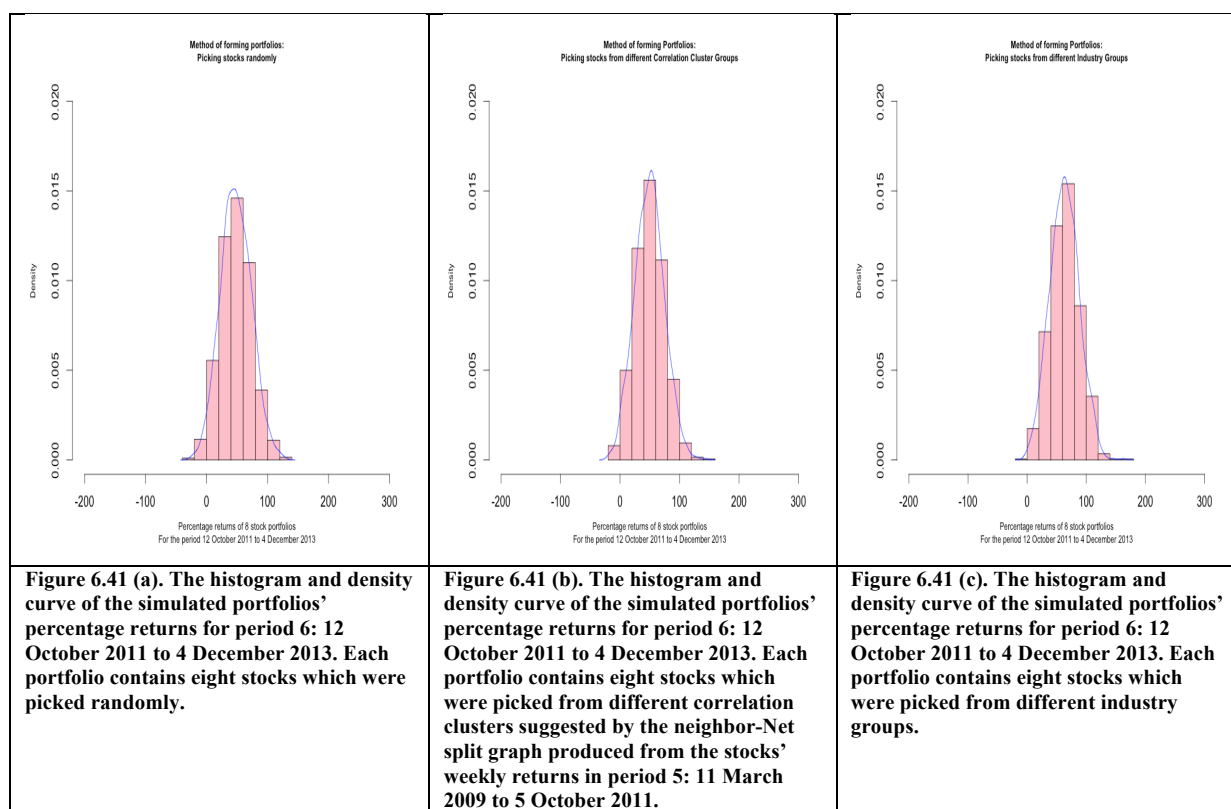 Method of forming portfolios:
Picking stocks randomly
0.020
0.015
0.010
0.005
0.000
Density
-200 -100 0 100 200 300
Percentage returns of 8 stock portfolios
For the period 12 October 2011 to 4 December 2013
Figure 6.41 (a). The histogram and density
curve of the simulated portfolios’
percentage returns for period 6: 12
October 2011 to 4 December 2013. Each
portfolio contains eight stocks which were
picked randomly.
Method of forming Portfolios:
Picking stocks from different Correlation Cluster Groups
0.020
0.015
0.010
0.005
0.000
Density
-200 -100 0 100 200 300
Percentage returns of 8 stock portfolios
For the period 12 October 2011 to 4 December 2013
Figure 6.41 (b). The histogram and
density curve of the simulated portfolios’
percentage returns for period 6: 12
October 2011 to 4 December 2013. Each
portfolio contains eight stocks which
were picked from different correlation
clusters suggested by the neighbor-Net
split graph produced from the stocks’
weekly returns in period 5: 11 March
2009 to 5 October 2011.
Method of forming Portfolios:
Picking stocks from different Industry Groups
0.020
0.015
0.010
0.005
0.000
Density
-200 -100 0 100 200 300
Percentage returns of 8 stock portfolios
For the period 12 October 2011 to 4 December 2013
Figure 6.41 (c). The histogram and
density curve of the simulated portfolios’
percentage returns for period 6: 12
October 2011 to 4 December 2013. Each
portfolio contains eight stocks which
were picked from different industry
groups.